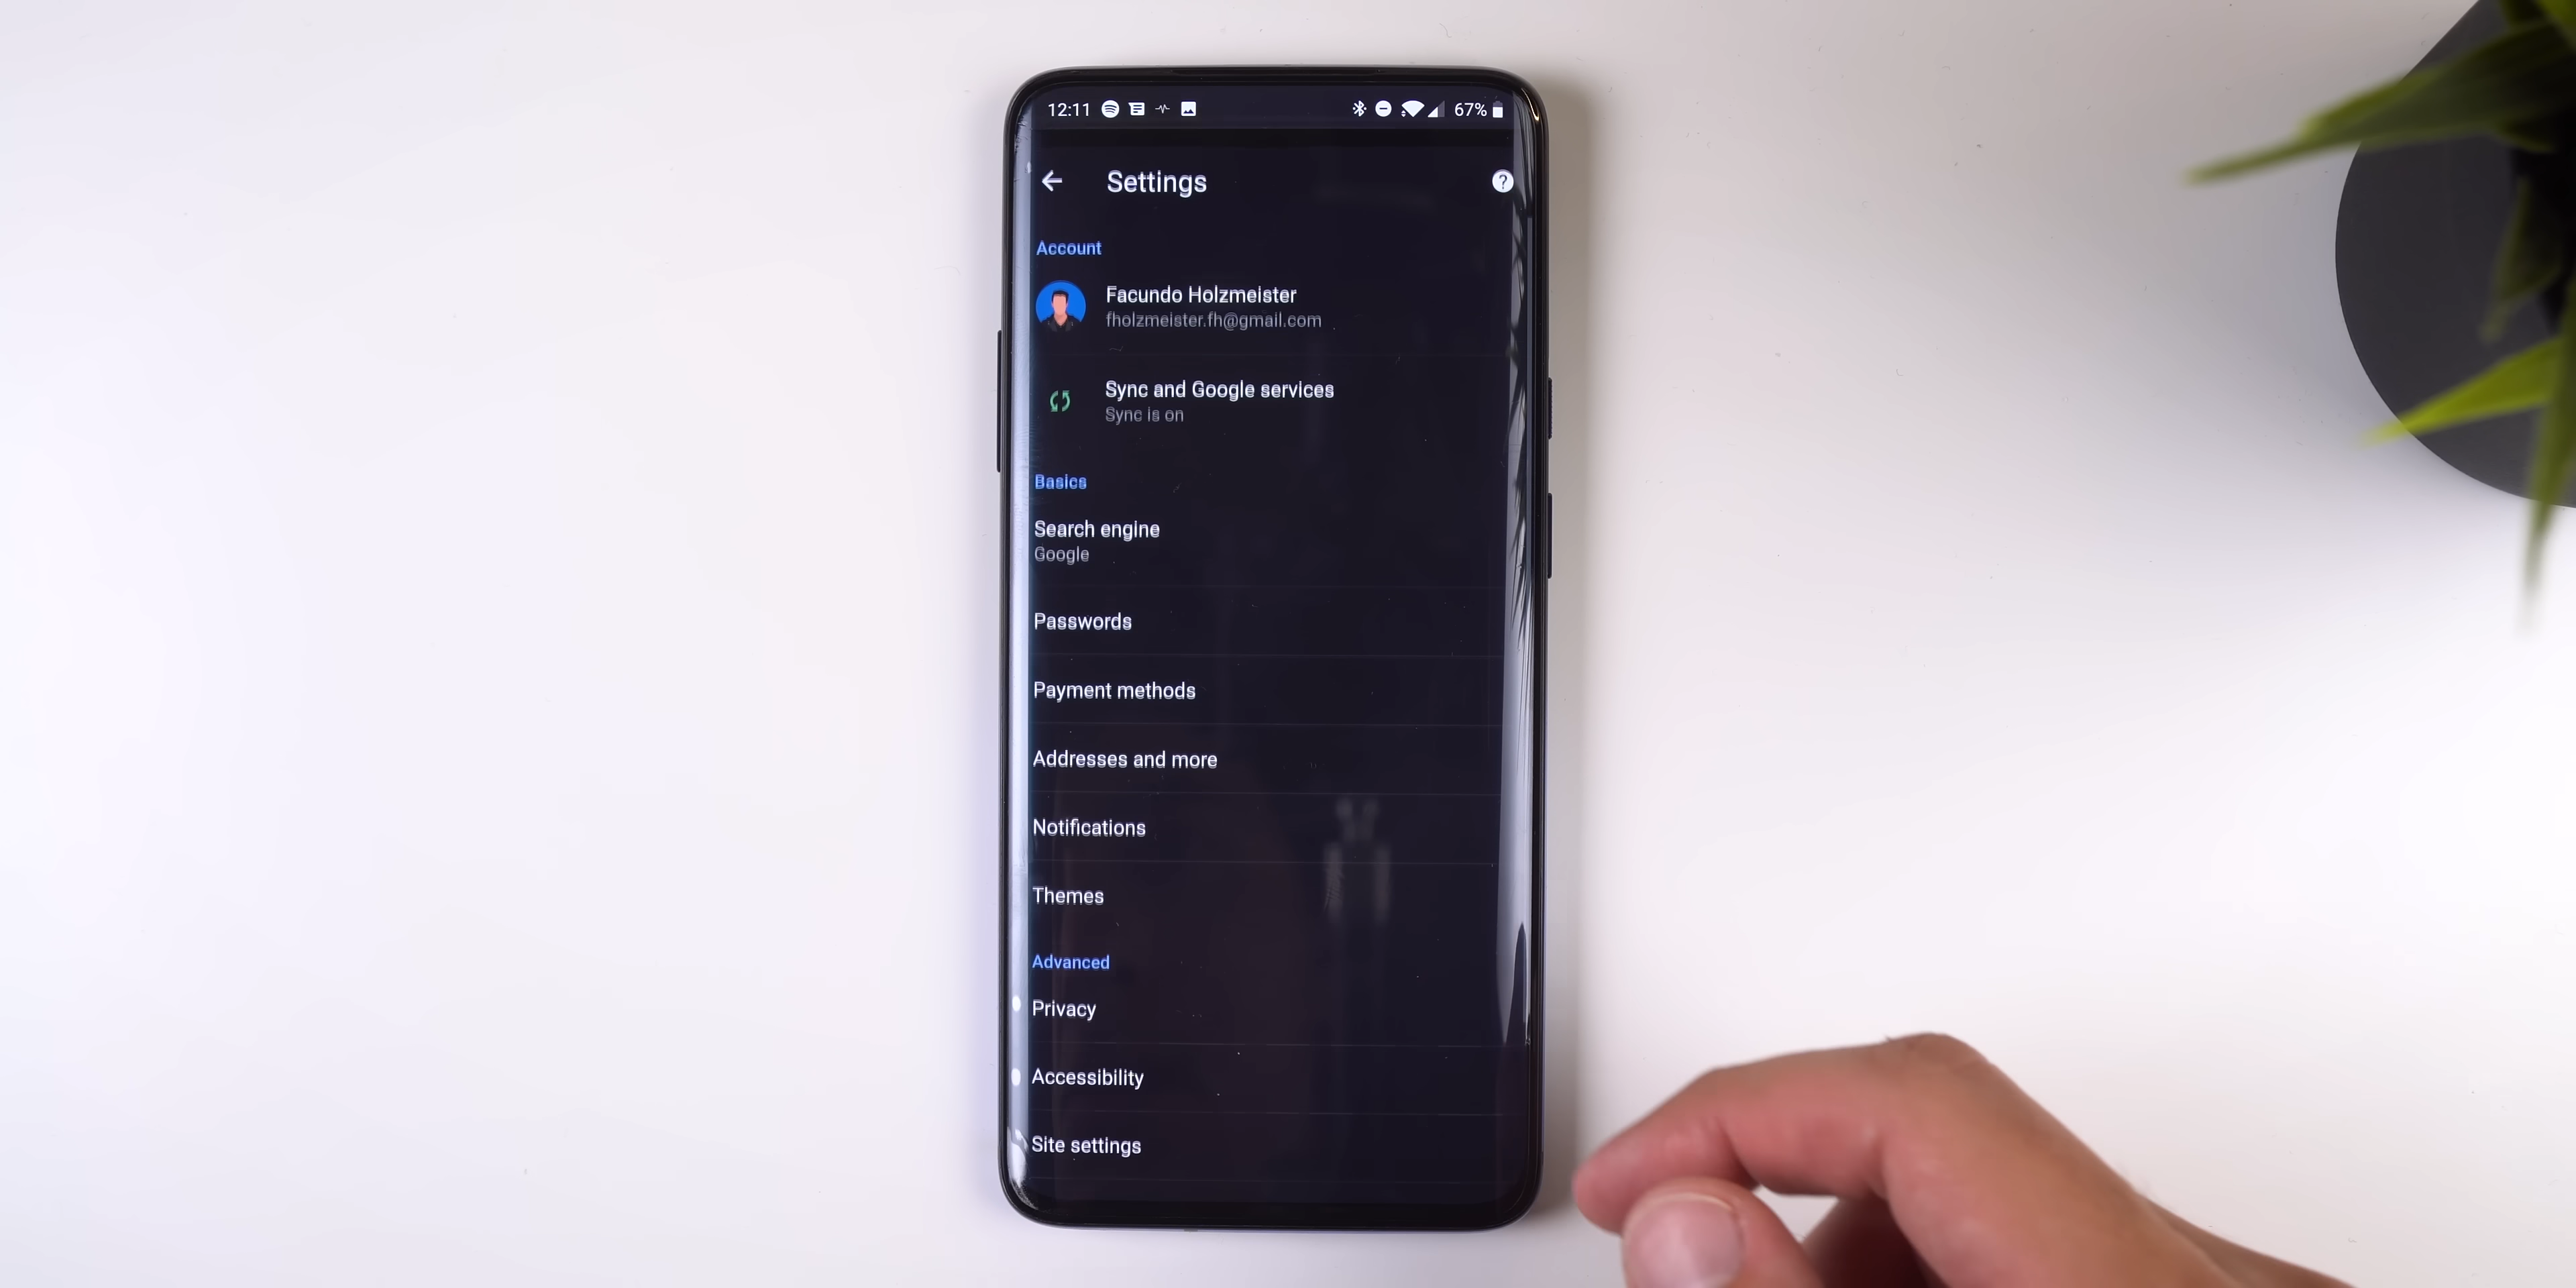 12:11 67%
Settings
Account
Facundo Holzmeister
fholzmeister.fh@gmail.com
Sync and Google services
Sync is on
Basics
Search engine
Google
Passwords
Payment methods
Addresses and more
Notifications
Themes
Advanced
Privacy
Accessibility
Site settings